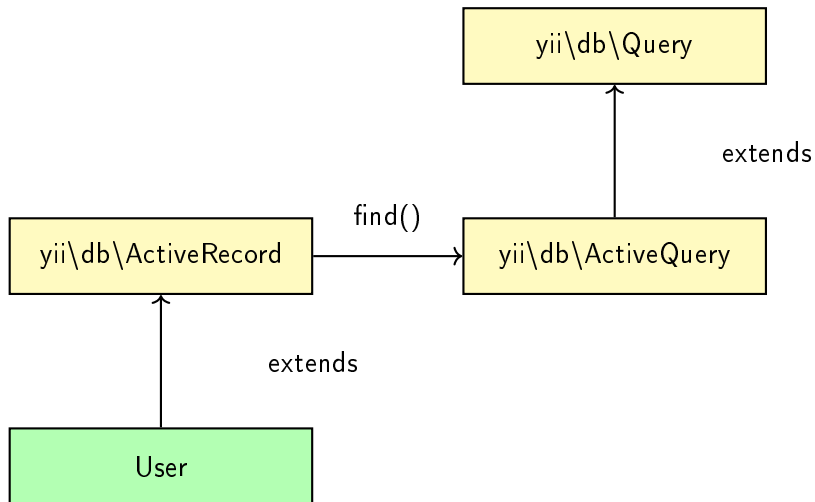 yii\db\Query
extends
find()
yii\db\ActiveRecord
yii\db\ActiveQuery
extends
User